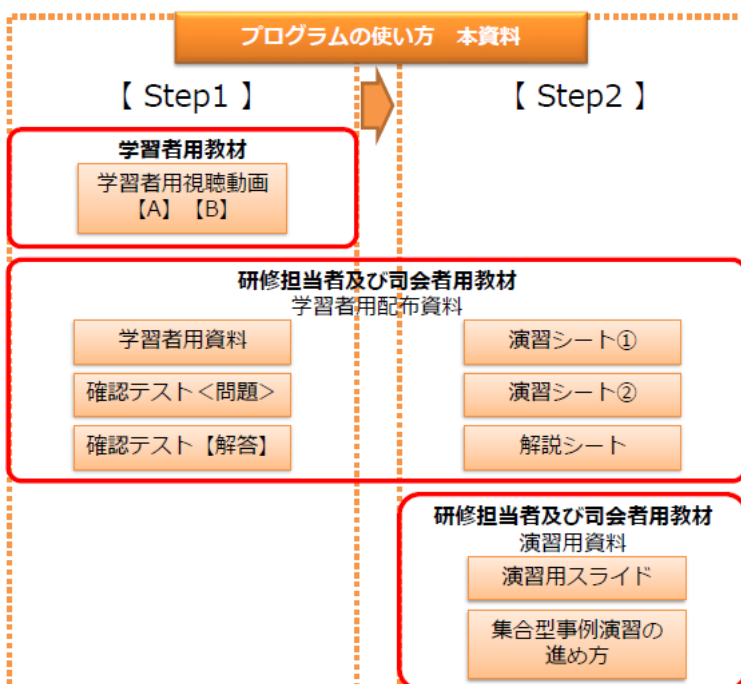 プログラムの使い方　本資料
【 Step1 】
【 Step2 】
学習者用教材
学習者用視聴動画
【A】【B】
研修担当者及び司会者用教材
学習者用配布資料
学習者用資料
演習シート①
確認テスト＜問題＞
演習シート②
確認テスト【解答】
解説シート
研修担当者及び司会者用教材
演習用資料
演習用スライド
集合型事例演習の
進め方